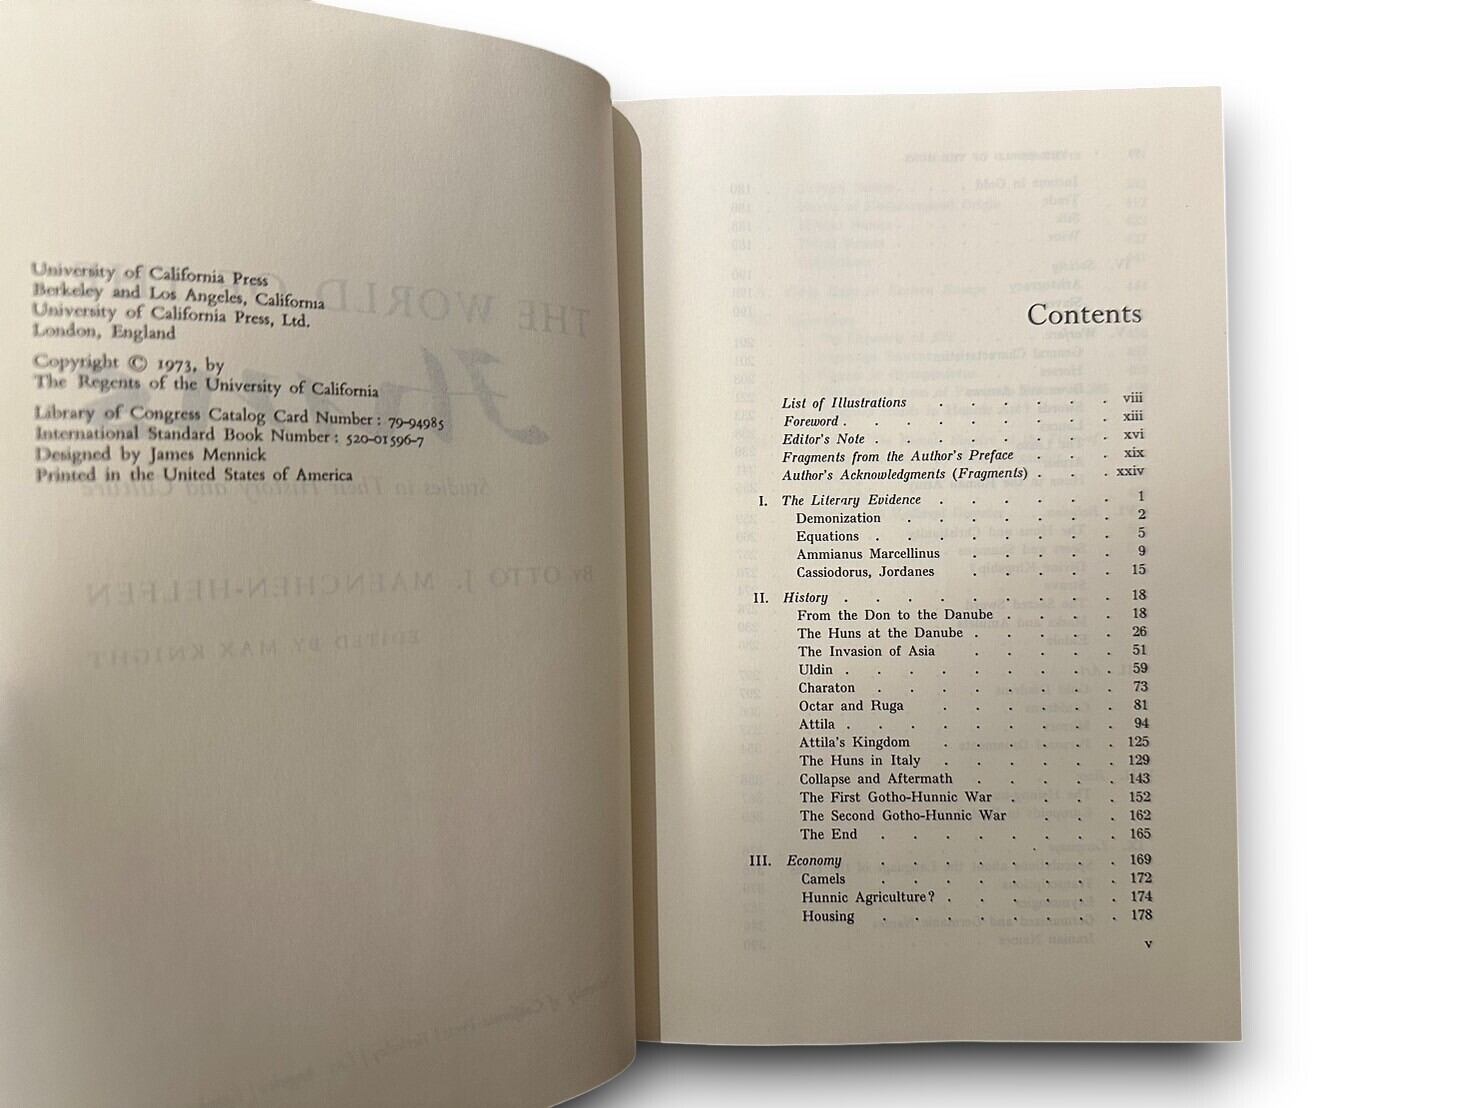 University of California Press
Berkeley and Los Angeles, California
University of California Press, Ltd.
London, England
Copyright © 1973, by
The Regents of the University of California
Library of Congress Catalog Card Number: 79-94985
International Standard Book Number: 520-01596-7
Designed by James Mennick
Printed in the United States of America
Contents
List of Illustrations . . . . . . viii
Foreword . . . . . . . . . xiii
Editor's Note . . . . . . . . xvi
Fragments from the Author's Preface . . . xix
Author's Acknowledgments (Fragments) . . . xxiv
I. The Literary Evidence . . . . . . 1
Demonization . . . . . . . 2
Equations . . . . . . . . 5
Ammianus Marcellinus . . . . . 9
Cassiodorus, Jordanes . . . . . 15
II. History . . . . . . . . . 18
From the Don to the Danube . . . . 18
The Huns at the Danube . . . . . 26
The Invasion of Asia . . . . . 51
Uldin . . . . . . . . . 59
Charaton . . . . . . . . 73
Octar and Ruga . . . . . . 81
Attila . . . . . . . . . 94
Attila's Kingdom . . . . . . 125
The Huns in Italy . . . . . . 129
Collapse and Aftermath . . . . . 143
The First Gotho-Hunnic War . . . . 152
The Second Gotho-Hunnic War . . . 162
The End . . . . . . . . 165
III. Economy . . . . . . . . 169
Camels . . . . . . . . 172
Hunnic Agriculture? . . . . . . 174
Housing . . . . . . . . 178
v